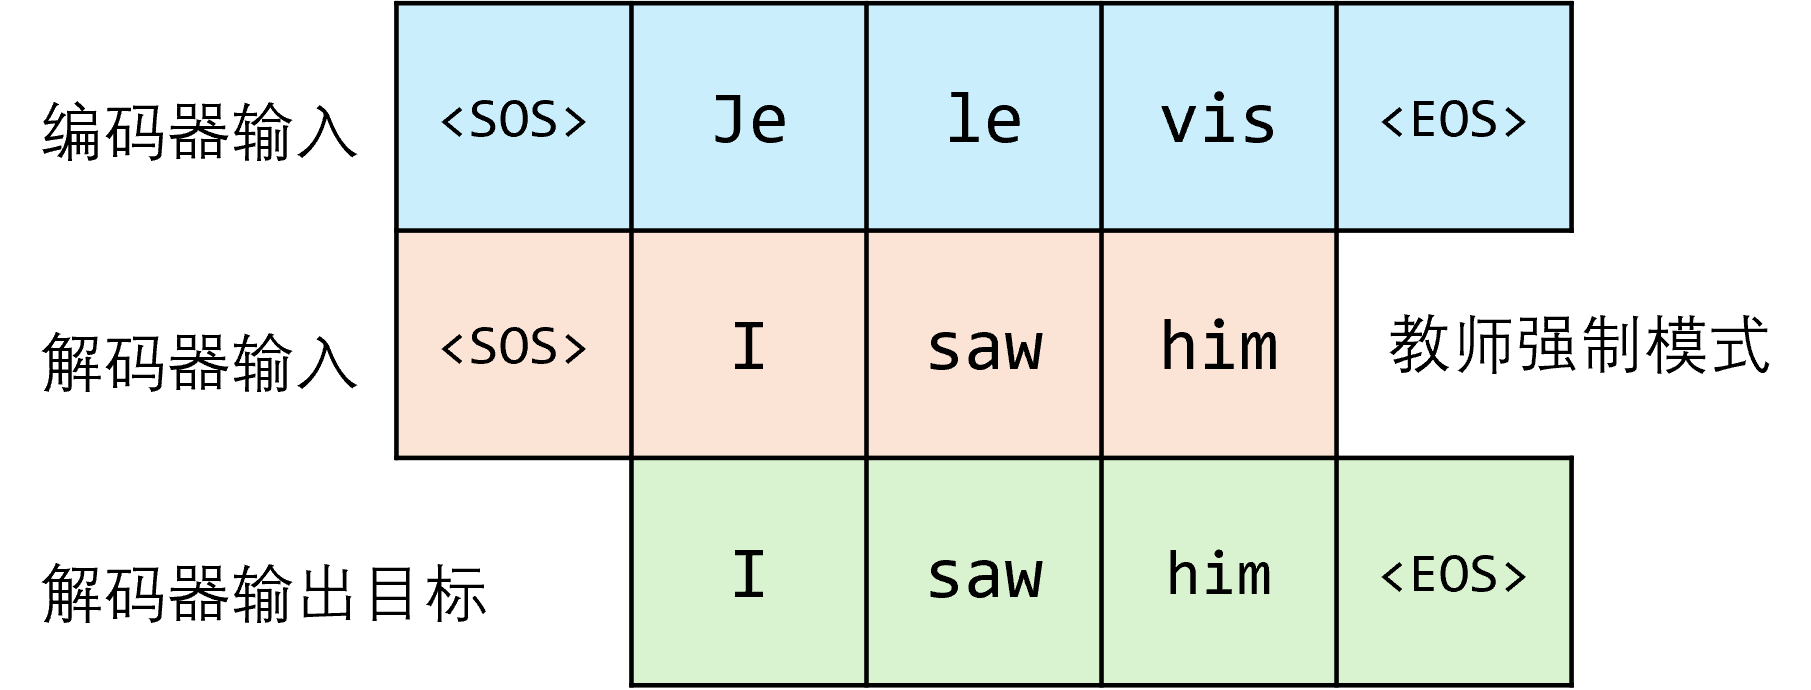 编码器输入 <SOS> Je le vis <EOS>
解码器输入 <SOS> I saw him 教师强制模式
解码器输出目标 I saw him <EOS>